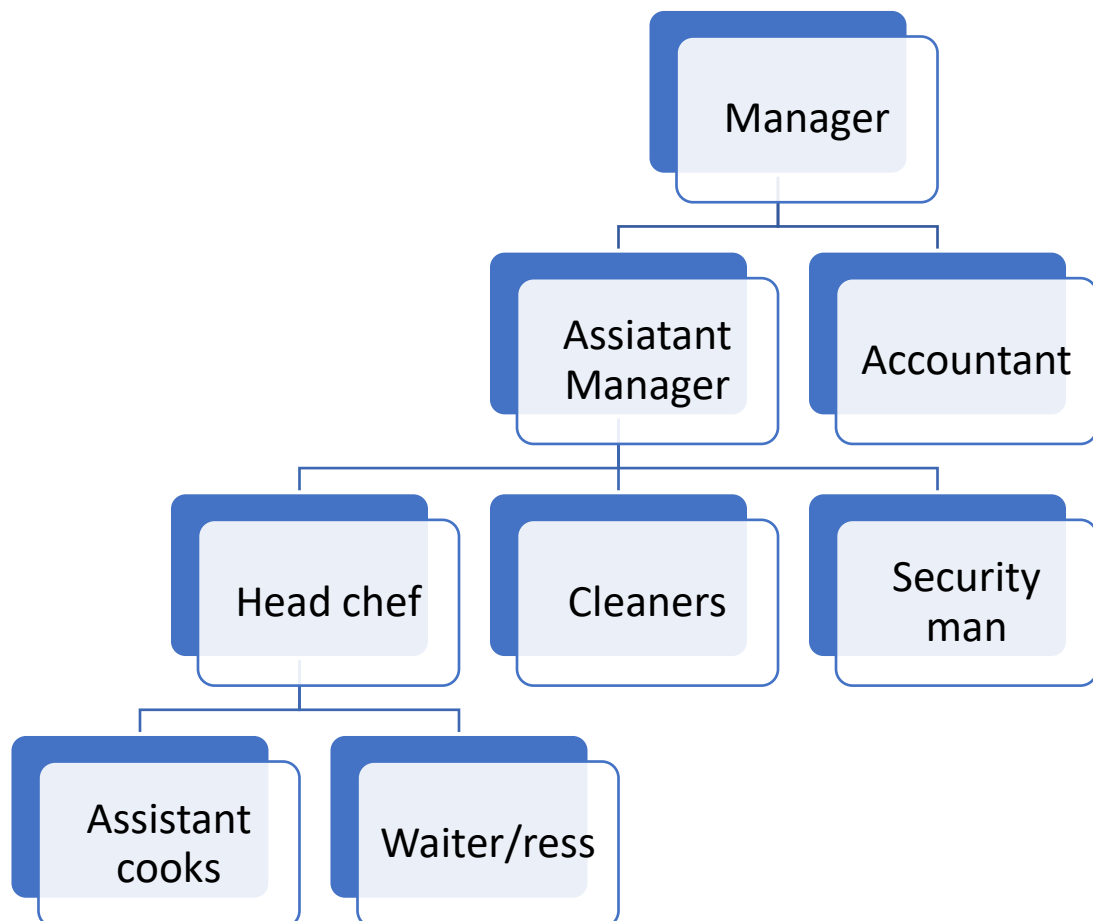 Manager
Assiatant
Manager
Accountant
Head chef
Cleaners
Security
man
Assistant
cooks
Waiter/ress